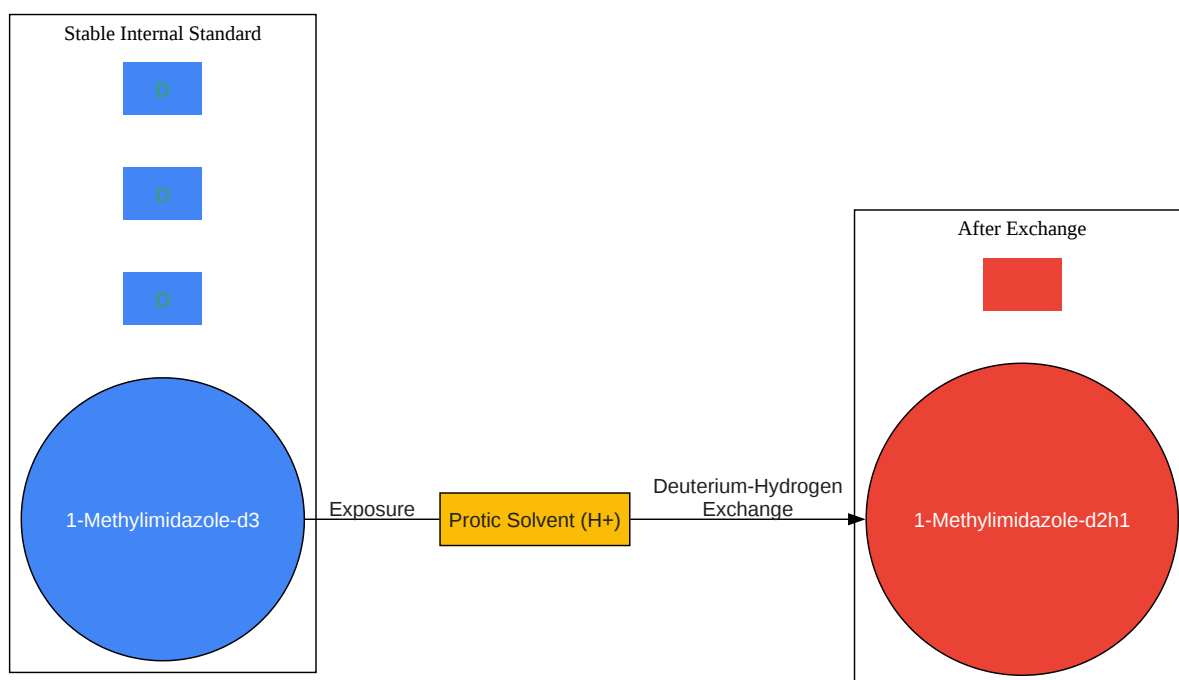 Stable Internal Standard
D
D
D
1-Methylimidazole-d3
Exposure
Protic Solvent (H+)
Deuterium-Hydrogen
Exchange
After Exchange
1-Methylimidazole-d2h1